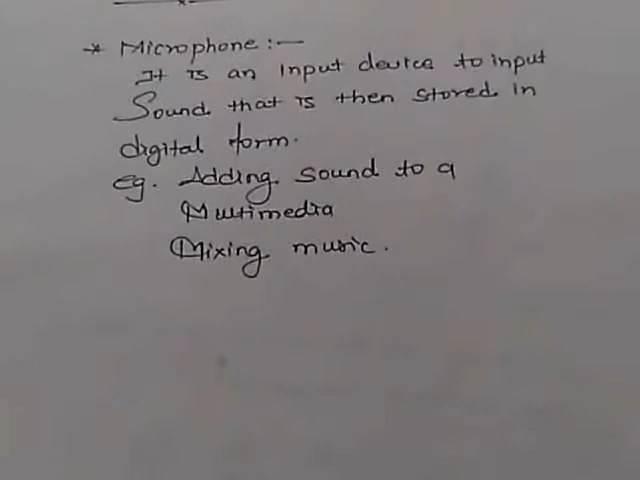 * Microphone :-
It is an input device to input
Sound that is then stored in
digital form.
eg. Adding sound to a
Multimedia
Mixing music.